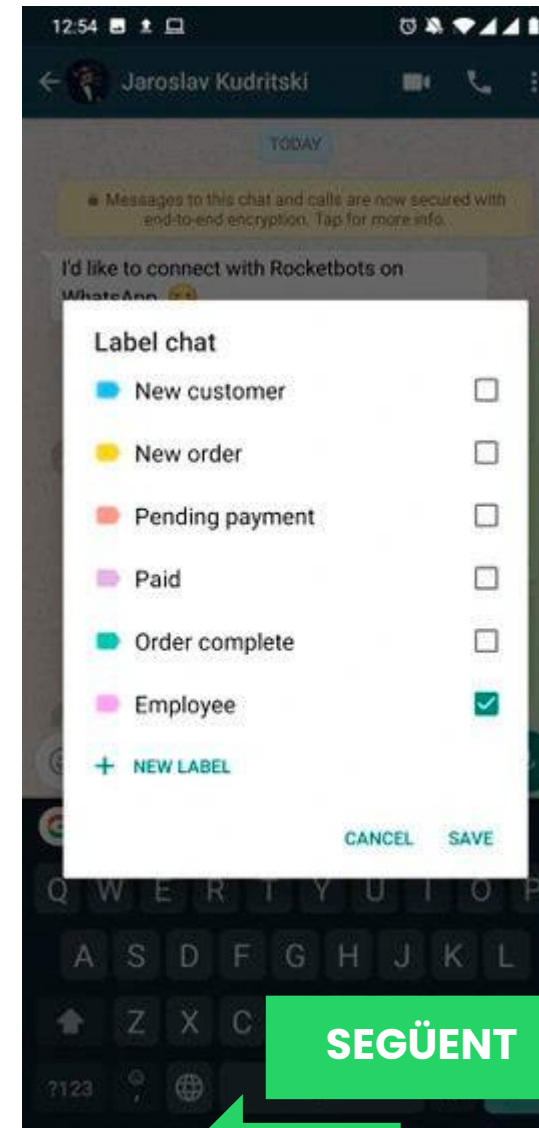 12:54
Jaroslav Kudritski
TODAY
Messages to this chat and calls are now secured with
end-to-end encryption. Tap for more info.
I'd like to connect with Rocketbots on
WhatsApp
Label chat
New customer
New order
Pending payment
Paid
Order complete
Employee
+ NEW LABEL
CANCEL SAVE
Q W E R T Y U I O P
A S D F G H J K L
Z X C
SEGÜENT
?123 ,